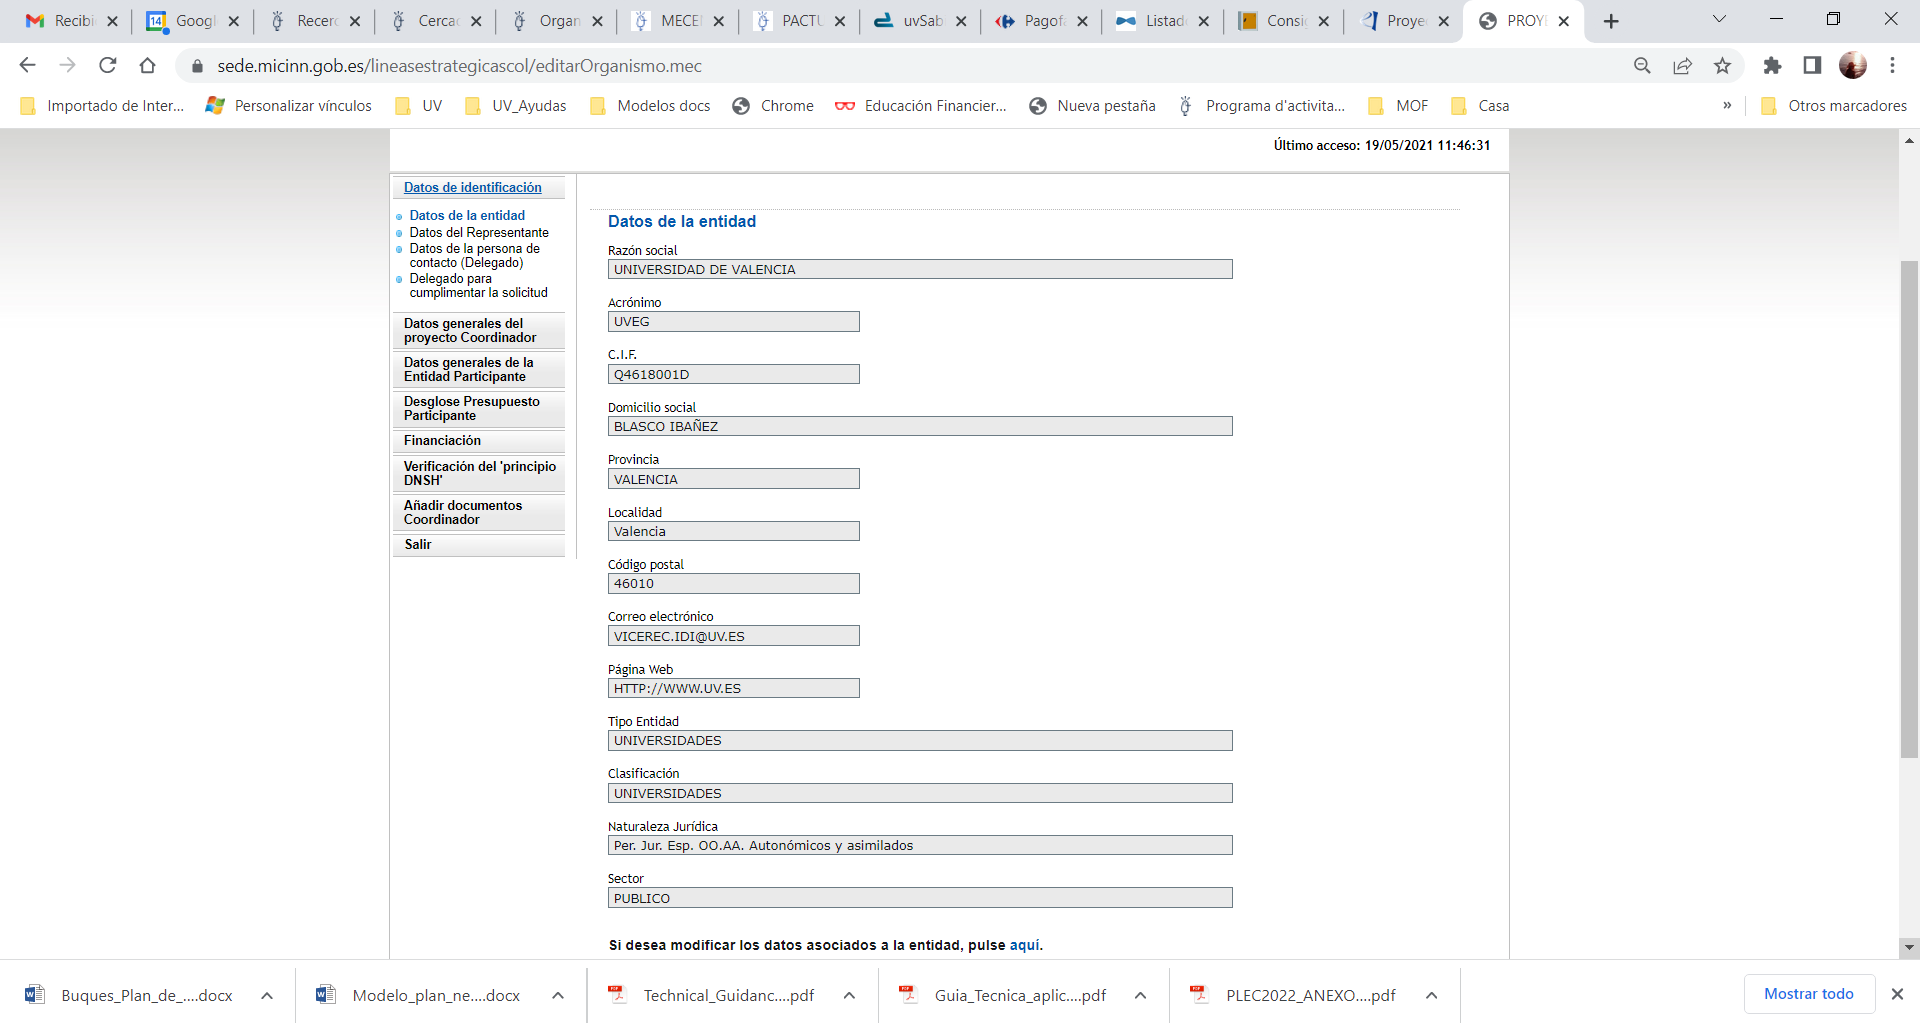 Recibi
Googl
Recerc
Cercac
Organ
MECEN
PACTU
uvSab
Pagofa
Listado
Consig
Proye
PROYE
sede.micinn.gob.es/lineasestrategicascol/editarOrganismo.mec
Importado de Inter...
Personalizar vínculos
UV
UV_Ayudas
Modelos docs
Chrome
Educación Financier...
Nueva pestaña
Programa d'activita...
MOF
Casa
»
Otros marcadores
Último acceso: 19/05/2021 11:46:31
Datos de identificación
Datos de la entidad
Datos del Representante
Datos de la persona de
contacto (Delegado)
Delegado para
cumplimentar la solicitud
Datos generales del
proyecto Coordinador
Datos generales de la
Entidad Participante
Desglose Presupuesto
Participante
Financiación
Verificación del 'principio
DNSH'
Añadir documentos
Coordinador
Salir
Datos de la entidad
Razón social
UNIVERSIDAD DE VALENCIA
Acrónimo
UVEG
C.I.F.
Q4618001D
Domicilio social
BLASCO IBAÑEZ
Provincia
VALENCIA
Localidad
Valencia
Código postal
46010
Correo electrónico
VICEREC.IDI@UV.ES
Página Web
HTTP://WWW.UV.ES
Tipo Entidad
UNIVERSIDADES
Clasificación
UNIVERSIDADES
Naturaleza Jurídica
Per. Jur. Esp. OO.AA. Autonómicos y asimilados
Sector
PUBLICO
Si desea modificar los datos asociados a la entidad, pulse aquí.
Buques_Plan_de_....docx
Modelo_plan_ne....docx
Technical_Guidanc....pdf
Guia_Tecnica_aplic....pdf
PLEC2022_ANEXO....pdf
Mostrar todo